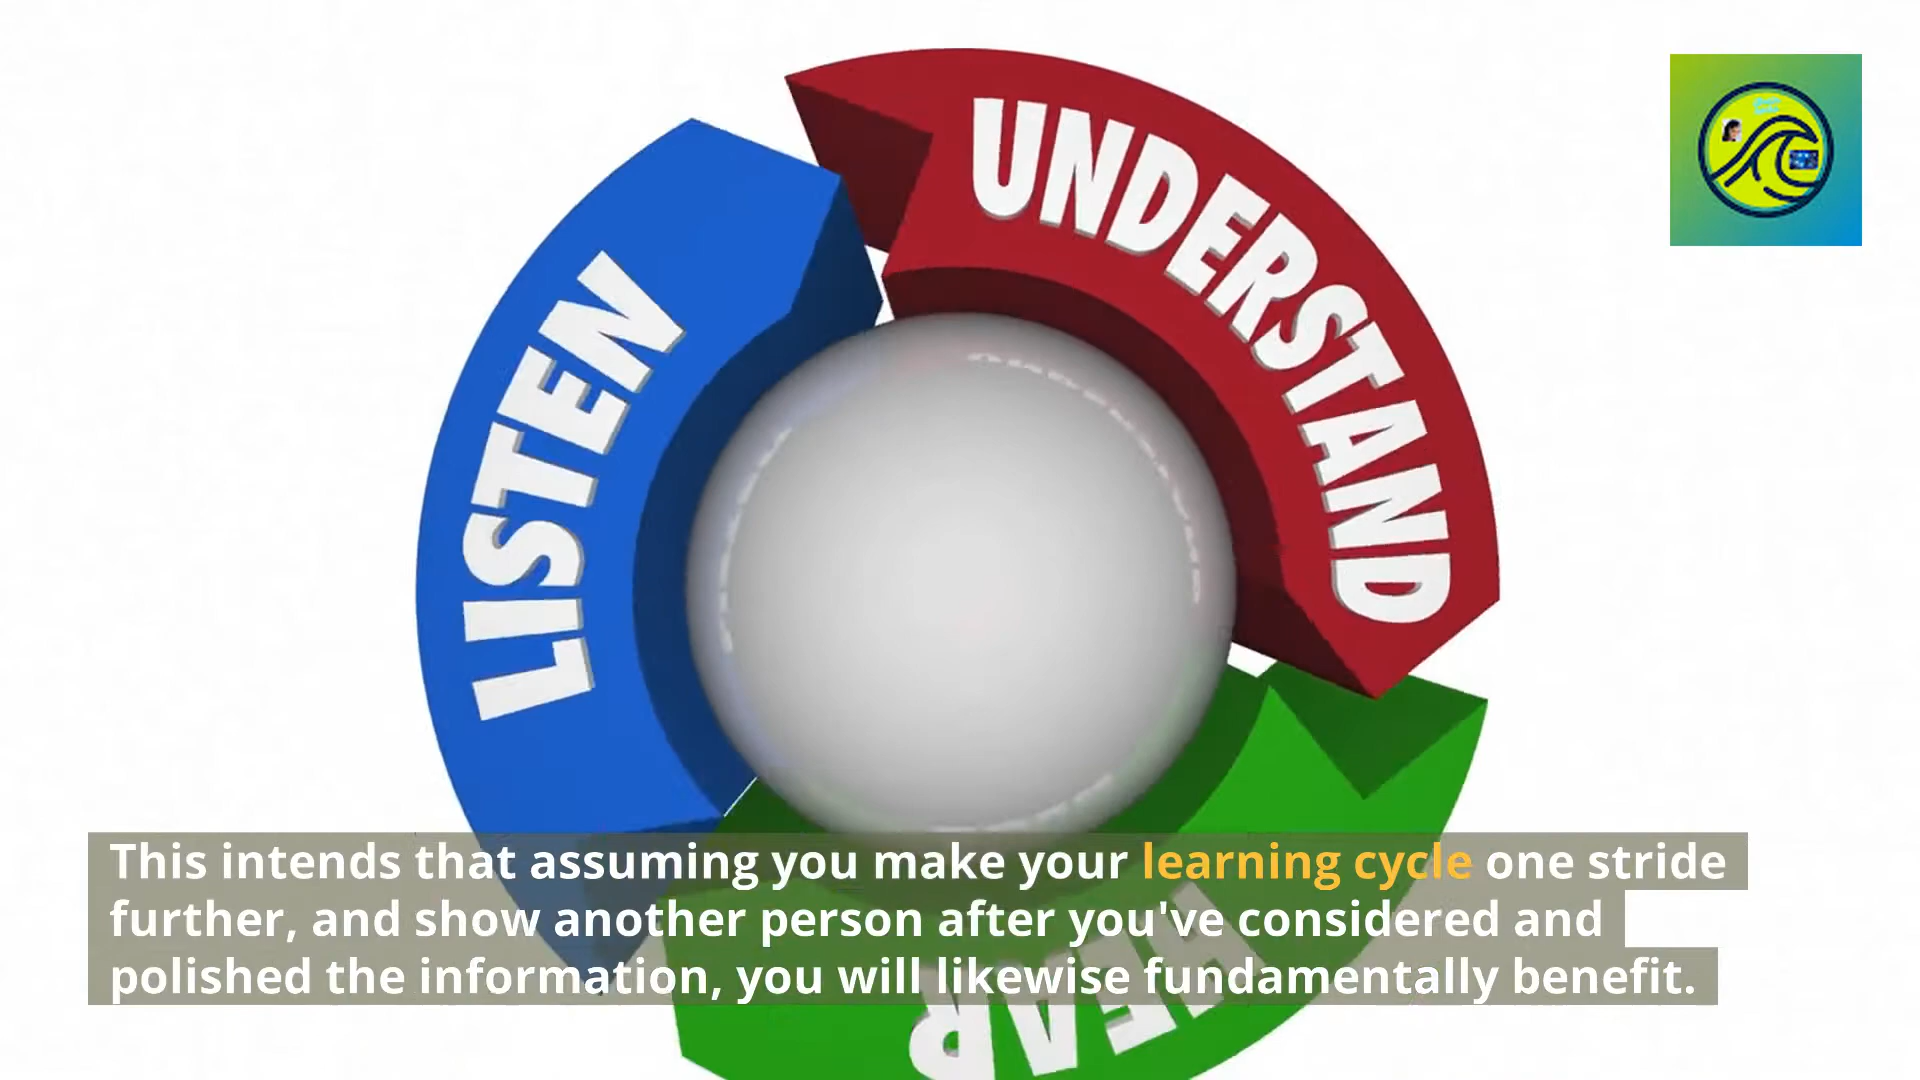 UNDERSTAND
LISTEN
HEAR
This intends that assuming you make your learning cycle one stride
further, and show another person after you've considered and
polished the information, you will likewise fundamentally benefit.